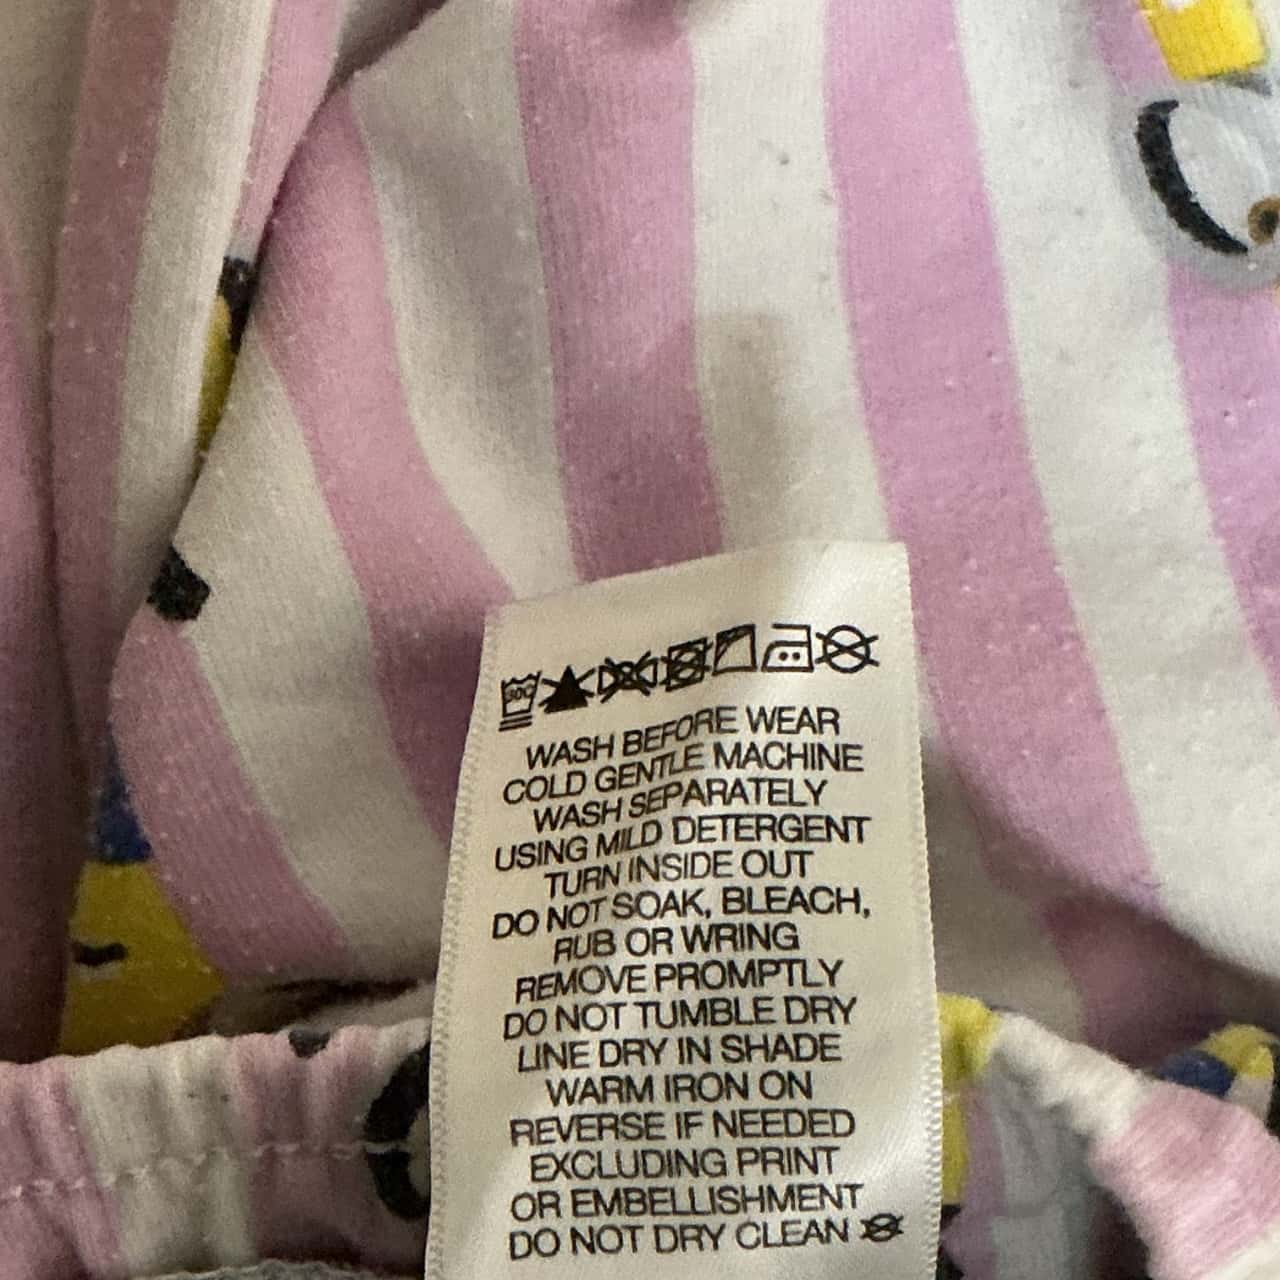 30C
WASH BEFORE WEAR
COLD GENTLE MACHINE
WASH SEPARATELY
USING MILD DETERGENT
TURN INSIDE OUT
DO NOT SOAK, BLEACH,
RUB OR WRING
REMOVE PROMPTLY
DO NOT TUMBLE DRY
LINE DRY IN SHADE
WARM IRON ON
REVERSE IF NEEDED
EXCLUDING PRINT
OR EMBELLISHMENT
DO NOT DRY CLEAN